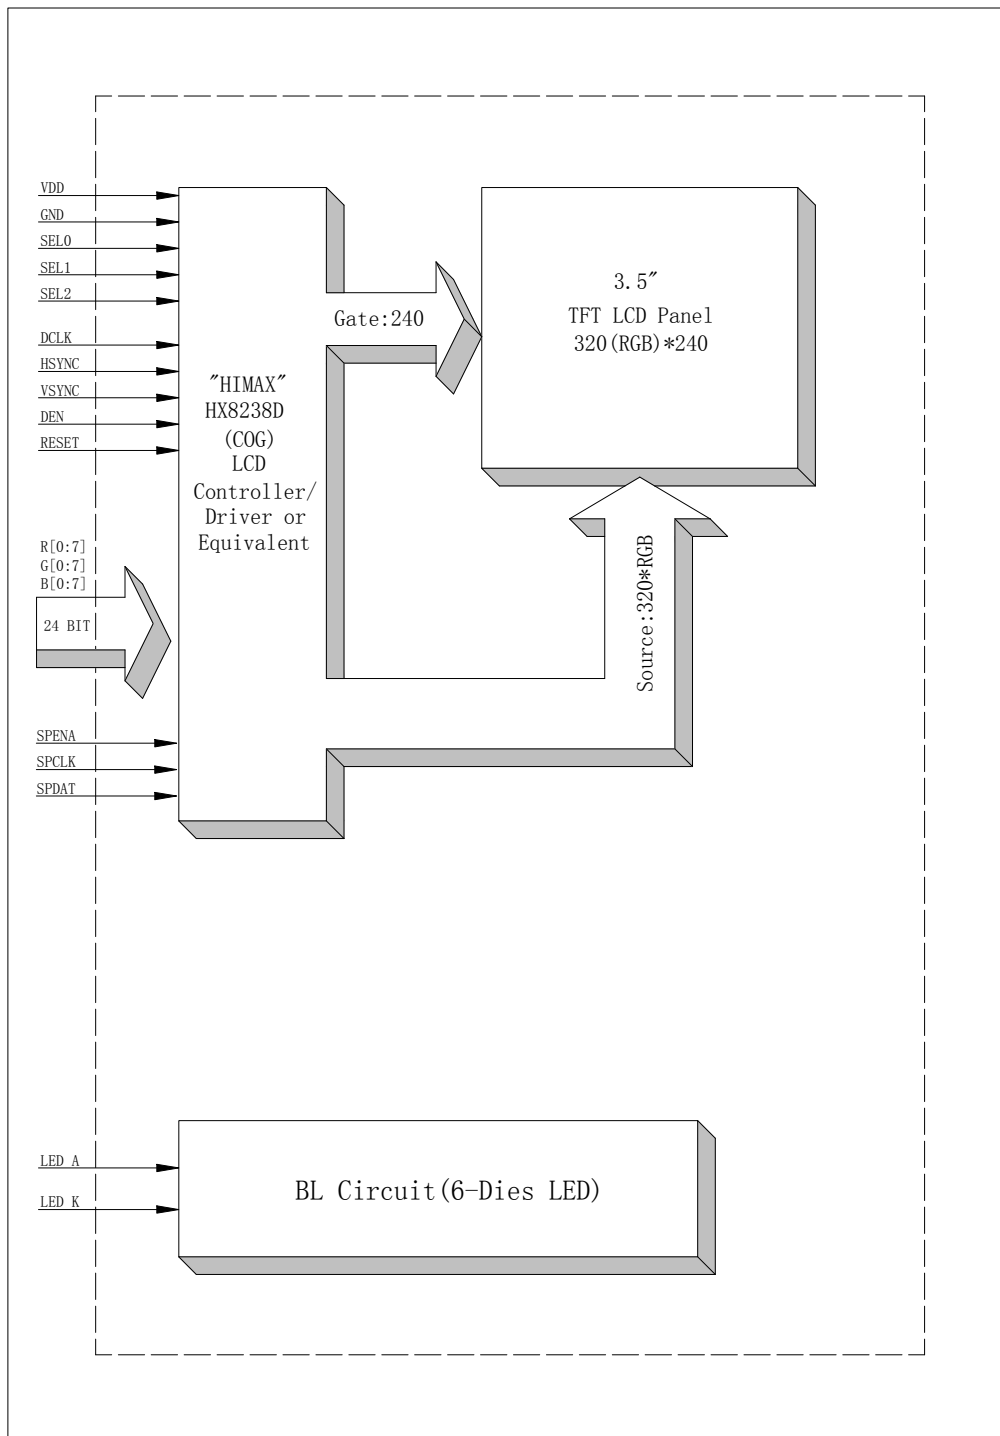 VDD
GND
SEL0
SEL1
SEL2
DCLK
HSYNC
VSYNC
DEN
RESET
R[0:7]
G[0:7]
B[0:7]
24 BIT
SPENA
SPCLK
SPDAT
"HIMAX"
HX8238D
(COG)
LCD
Controller/
Driver or
Equivalent
Gate:240
3.5"
TFT LCD Panel
320(RGB)*240
Source:320*RGB
LED A
LED K
BL Circuit(6-Dies LED)